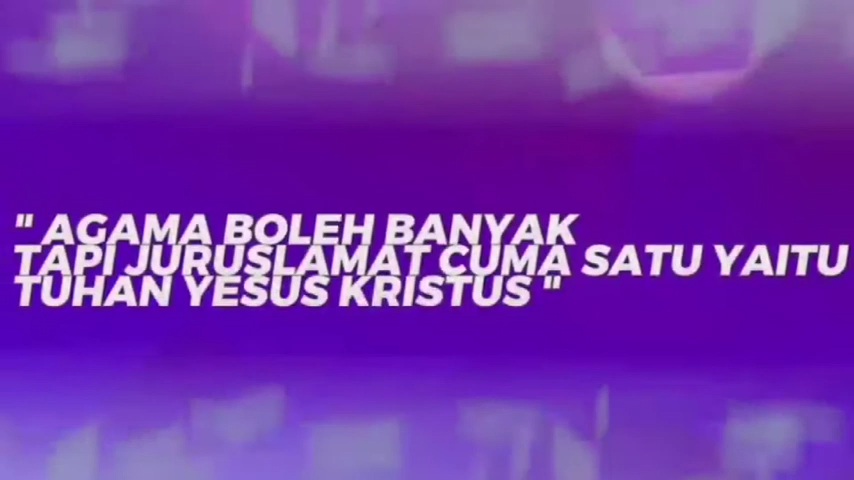 " AGAMA BOLEH BANYAK
TAPI JURUSLAMAT CUMA SATU YAITU
TUHAN YESUS KRISTUS "